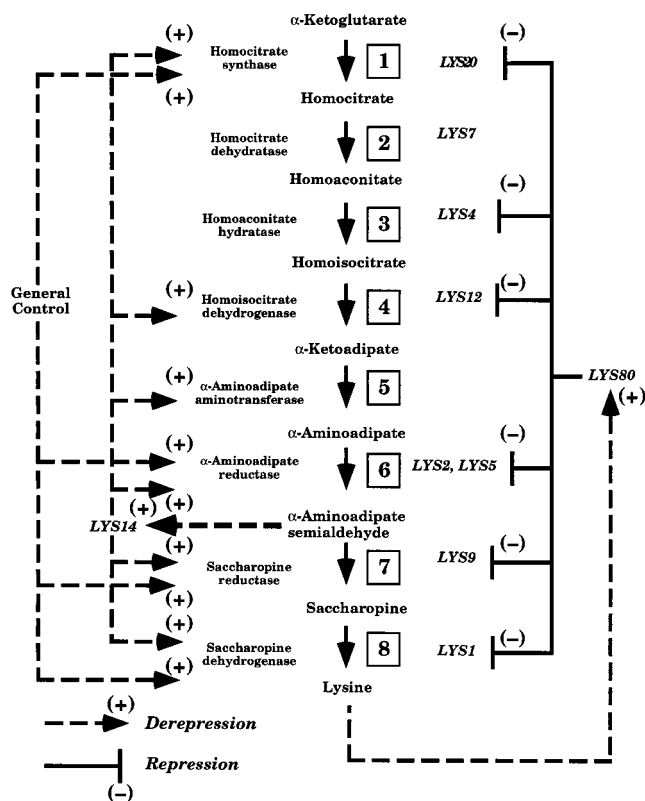 α-Ketoglutarate
(+)
(-)
Homocitrate
synthase
1
LYS20
(+)
Homocitrate
Homocitrate
dehydratase
2
LYS7
Homoaconitate
(-)
Homoaconitate
hydratase
3
LYS4
Homoisocitrate
General
Control
(+)
(-)
Homoisocitrate
dehydrogenase
4
LYS12
α-Ketoadipate
(+)
α-Aminoadipate
aminotransferase
5
LYS80
(+)
α-Aminoadipate
(+)
(-)
α-Aminoadipate
reductase
6
LYS2, LYS5
(+)
(+)
LYS14
α-Aminoadipate
semialdehyde
(+)
(-)
Saccharopine
reductase
7
LYS9
(+)
Saccharopine
(+)
(-)
Saccharopine
dehydrogenase
8
LYS1
(+)
Lysine
(+)
Derepression
Repression
(-)